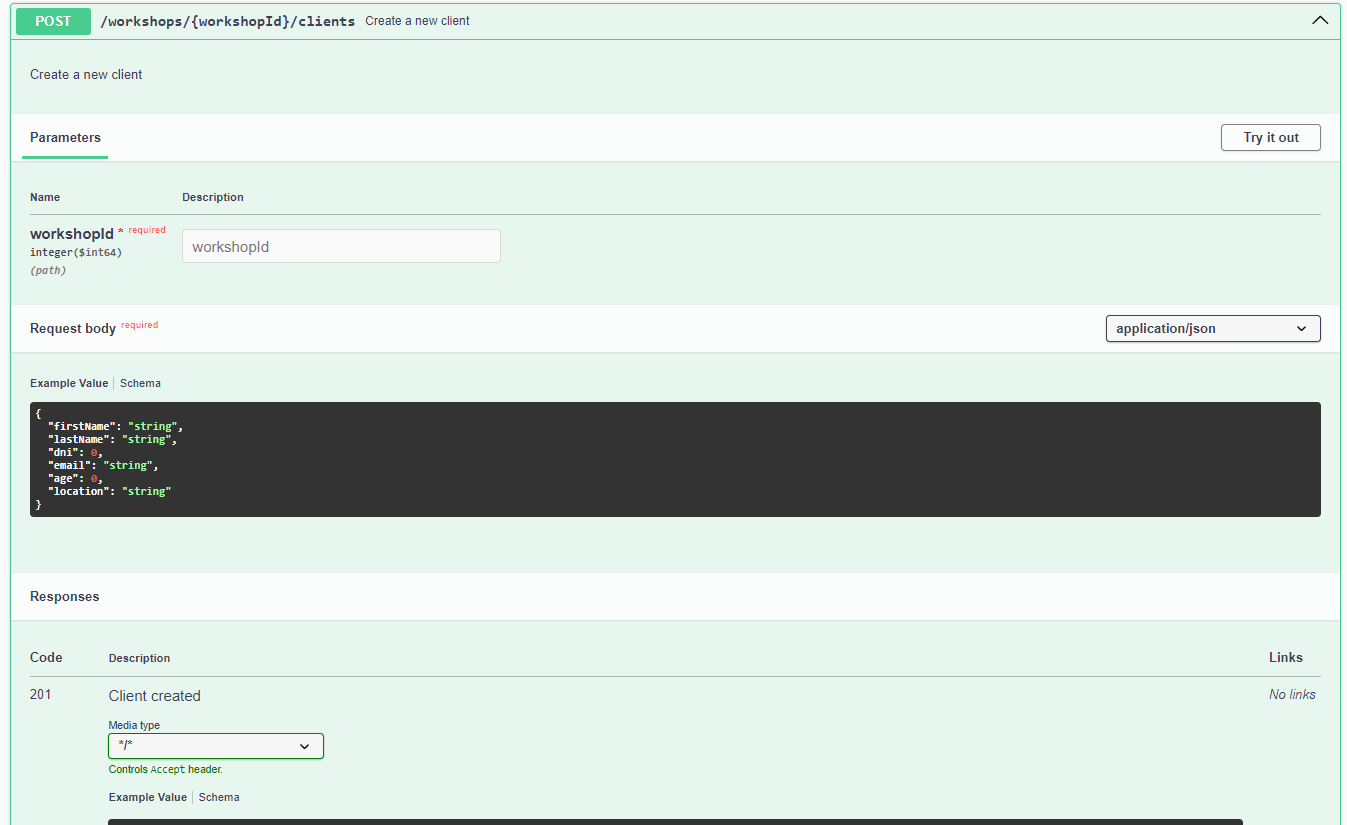 POST /workshops/{workshopId}/clients Create a new client
Create a new client
Parameters
Try it out
Name Description
workshopId * required
integer($int64)
(path)
workshopId
Request body required
application/json
Example Value Schema
{
"firstName": "string",
"lastName": "string",
"dni": 0,
"email": "string",
"age": 0,
"location": "string"
}
Responses
Code Description Links
201 Client created No links
Media type
*/*
Controls Accept header.
Example Value Schema